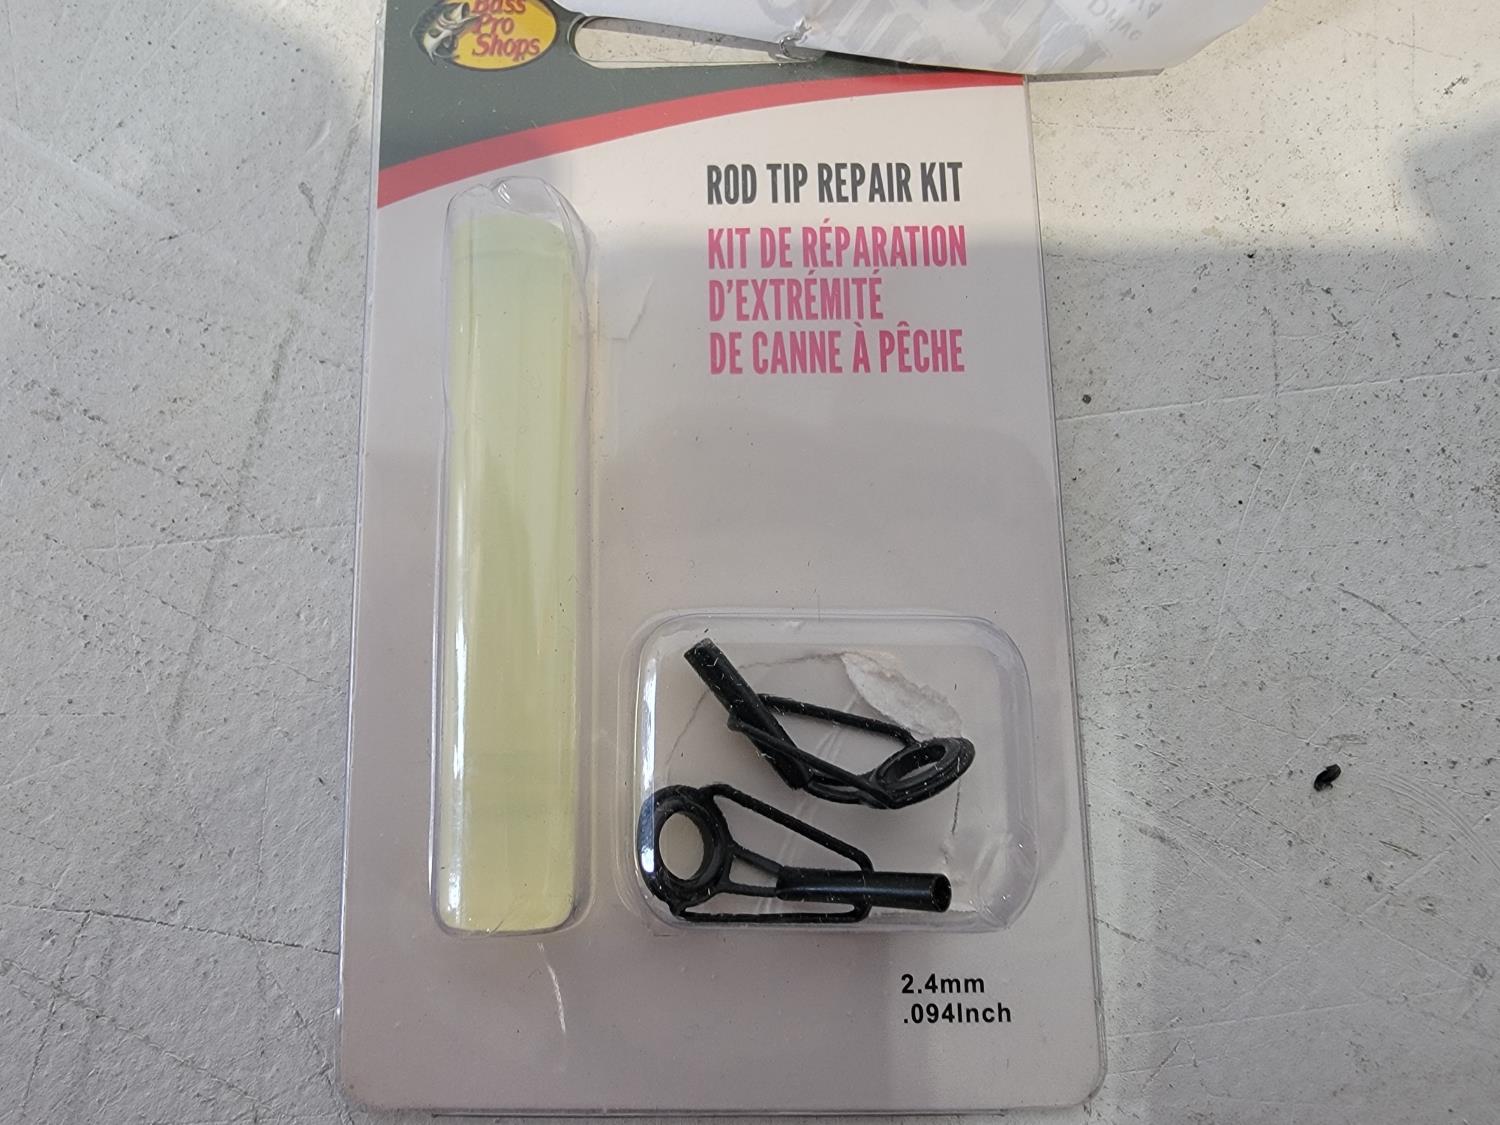 Bass
Pro
Shops
ROD TIP REPAIR KIT
KIT DE RÉPARATION
D'EXTRÉMITÉ
DE CANNE À PÊCHE
2.4mm
.094Inch